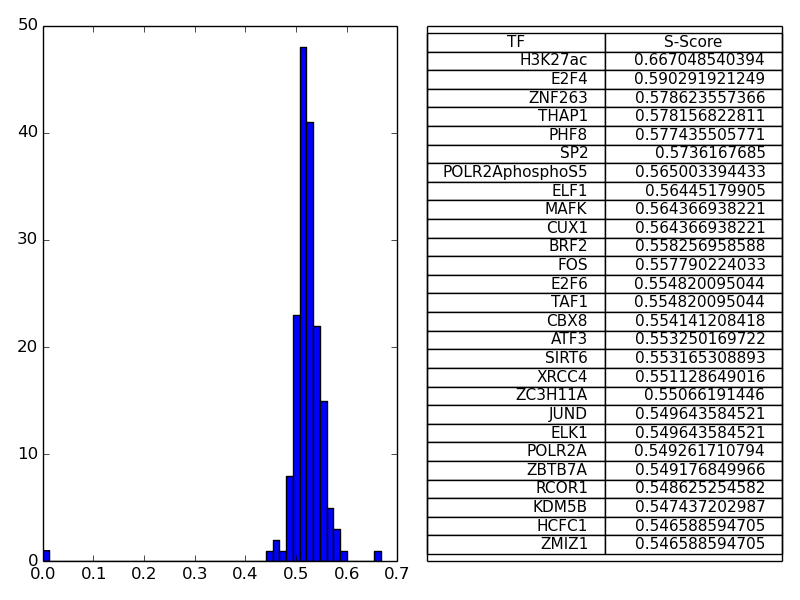 50
40
30
20
10
0
0.0 0.1 0.2 0.3 0.4 0.5 0.6 0.7
TF S-Score
H3K27ac 0.667048540394
E2F4 0.590291921249
ZNF263 0.578623557366
THAP1 0.578156822811
PHF8 0.577435505771
SP2 0.5736167685
POLR2AphosphoS5 0.565003394433
ELF1 0.56445179905
MAFK 0.564366938221
CUX1 0.564366938221
BRF2 0.558256958588
FOS 0.557790224033
E2F6 0.554820095044
TAF1 0.554820095044
CBX8 0.554141208418
ATF3 0.553250169722
SIRT6 0.553165308893
XRCC4 0.551128649016
ZC3H11A 0.55066191446
JUND 0.549643584521
ELK1 0.549643584521
POLR2A 0.549261710794
ZBTB7A 0.549176849966
RCOR1 0.548625254582
KDM5B 0.547437202987
HCFC1 0.546588594705
ZMIZ1 0.546588594705